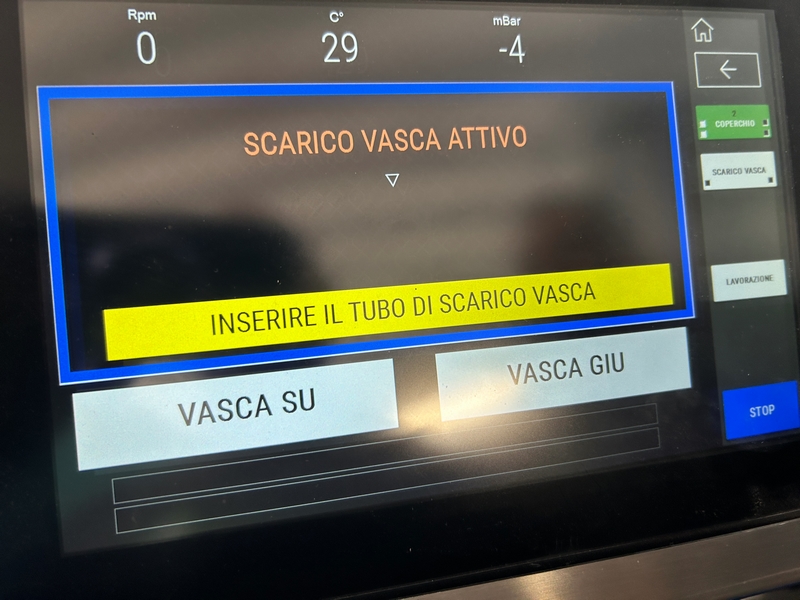 Rpm
C°
mBar
0
29
-4
SCARICO VASCA ATTIVO
INSERIRE IL TUBO DI SCARICO VASCA
VASCA SU
VASCA GIU
COPERCHIO
SCARICO VASCA
LAVORAZIONE
STOP